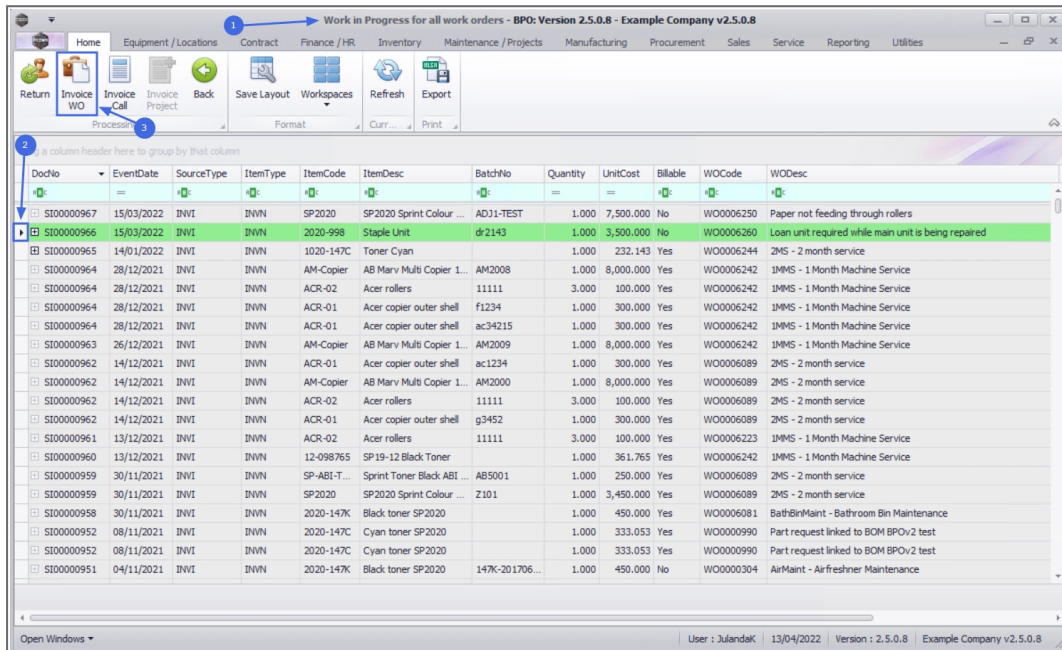 1
Work in Progress for all work orders - BPO: Version 2.5.0.8 - Example Company v2.5.0.8
Home Equipment / Locations Contract Finance / HR Inventory Maintenance / Projects Manufacturing Procurement Sales Service Reporting Utilities
Return Invoice WO Invoice Call Invoice Project Back Save Layout Workspaces Refresh Export
Processing Format Curr... Print
3
2
a column header here to group by that column
DocNo EventDate SourceType ItemType ItemCode ItemDesc BatchNo Quantity UnitCost Billable WOCode WODesc
SI00000967 15/03/2022 INVI INVN SP2020 SP2020 Sprint Colour ... ADJ1-TEST 1.000 7,500.000 No WO0006250 Paper not feeding through rollers
SI00000966 15/03/2022 INVI INVN 2020-998 Staple Unit dr2143 1.000 3,500.000 No WO0006260 Loan unit required while main unit is being repaired
SI00000965 14/01/2022 INVI INVN 1020-147C Toner Cyan 1.000 232.143 Yes WO0006244 2MS - 2 month service
SI00000964 28/12/2021 INVI INVN AM-Copier AB Marv Multi Copier 1... AM2008 1.000 8,000.000 Yes WO0006242 1MMS - 1 Month Machine Service
SI00000964 28/12/2021 INVI INVN ACR-02 Acer rollers 11111 3.000 100.000 Yes WO0006242 1MMS - 1 Month Machine Service
SI00000964 28/12/2021 INVI INVN ACR-01 Acer copier outer shell f1234 1.000 300.000 Yes WO0006242 1MMS - 1 Month Machine Service
SI00000964 28/12/2021 INVI INVN ACR-01 Acer copier outer shell ac34215 1.000 300.000 Yes WO0006242 1MMS - 1 Month Machine Service
SI00000963 26/12/2021 INVI INVN AM-Copier AB Marv Multi Copier 1... AM2009 1.000 8,000.000 Yes WO0006242 1MMS - 1 Month Machine Service
SI00000962 14/12/2021 INVI INVN ACR-01 Acer copier outer shell ac1234 1.000 300.000 Yes WO0006089 2MS - 2 month service
SI00000962 14/12/2021 INVI INVN AM-Copier AB Marv Multi Copier 1... AM2000 1.000 8,000.000 Yes WO0006089 2MS - 2 month service
SI00000962 14/12/2021 INVI INVN ACR-02 Acer rollers 11111 3.000 100.000 Yes WO0006089 2MS - 2 month service
SI00000962 14/12/2021 INVI INVN ACR-01 Acer copier outer shell g3452 1.000 300.000 Yes WO0006089 2MS - 2 month service
SI00000961 13/12/2021 INVI INVN ACR-02 Acer rollers 11111 3.000 100.000 Yes WO0006223 1MMS - 1 Month Machine Service
SI00000960 13/12/2021 INVI INVN 12-098765 SP19-12 Black Toner 1.000 361.765 Yes WO0006242 1MMS - 1 Month Machine Service
SI00000959 30/11/2021 INVI INVN SP-ABI-T... Sprint Toner Black ABI ... AB5001 1.000 250.000 Yes WO0006089 2MS - 2 month service
SI00000959 30/11/2021 INVI INVN SP2020 SP2020 Sprint Colour ... Z101 1.000 3,450.000 Yes WO0006089 2MS - 2 month service
SI00000958 30/11/2021 INVI INVN 2020-147K Black toner SP2020 1.000 450.000 Yes WO0006081 BathBinMaint - Bathroom Bin Maintenance
SI00000952 08/11/2021 INVI INVN 2020-147C Cyan toner SP2020 1.000 333.053 Yes WO0000990 Part request linked to BOM BPOv2 test
SI00000952 08/11/2021 INVI INVN 2020-147C Cyan toner SP2020 1.000 333.053 Yes WO0000990 Part request linked to BOM BPOv2 test
SI00000951 04/11/2021 INVI INVN 2020-147K Black toner SP2020 147K-201706... 1.000 450.000 No WO0000304 AirMaint - Airfreshner Maintenance
Open Windows User : JulandaK 13/04/2022 Version : 2.5.0.8 Example Company v2.5.0.8